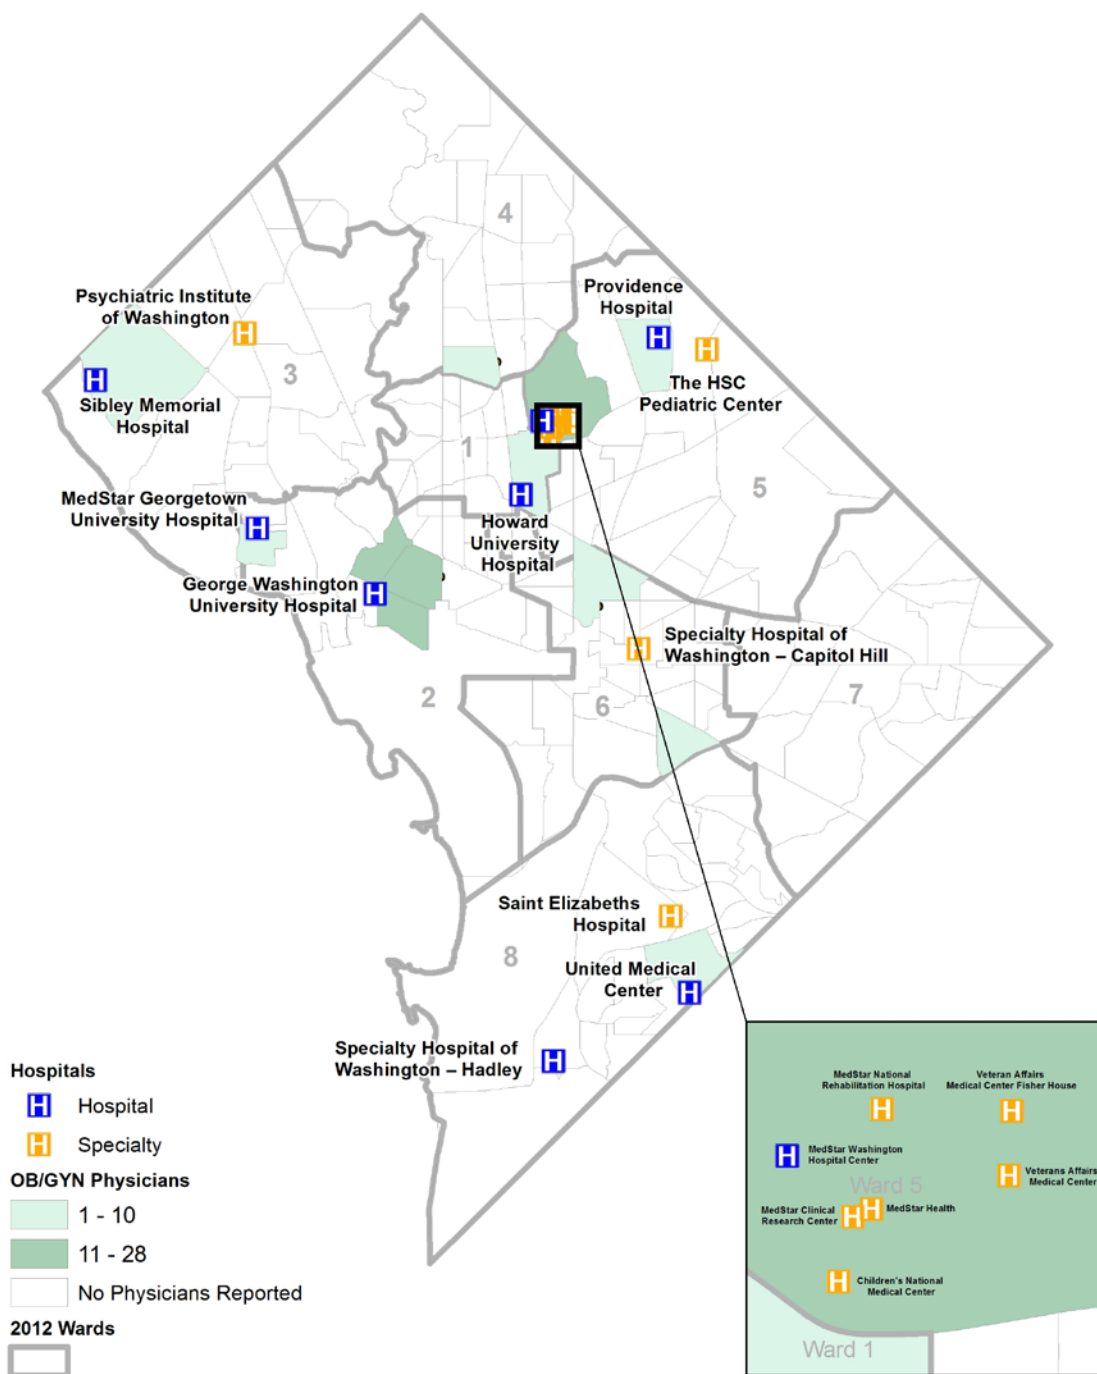 4
Providence
Hospital
H
H
Psychiatric Institute
of Washington
H
3
The HSC
Pediatric Center
H
Sibley Memorial
Hospital
H
1
5
MedStar Georgetown
University Hospital
H
H
Howard
University
Hospital
George Washington
University Hospital
H
Specialty Hospital of
Washington – Capitol Hill
H
2
6
7
Saint Elizabeths
Hospital
H
8
United Medical
Center
H
Specialty Hospital of
Washington – Hadley
H
Hospitals
H Hospital
H Specialty
OB/GYN Physicians
1 - 10
11 - 28
No Physicians Reported
2012 Wards
MedStar National
Rehabilitation Hospital
H
Veteran Affairs
Medical Center Fisher House
H
H
MedStar Washington
Hospital Center
H
Veterans Affairs
Medical Center
Ward 5
MedStar Clinical
Research Center
H
H
MedStar Health
H
Children's National
Medical Center
Ward 1